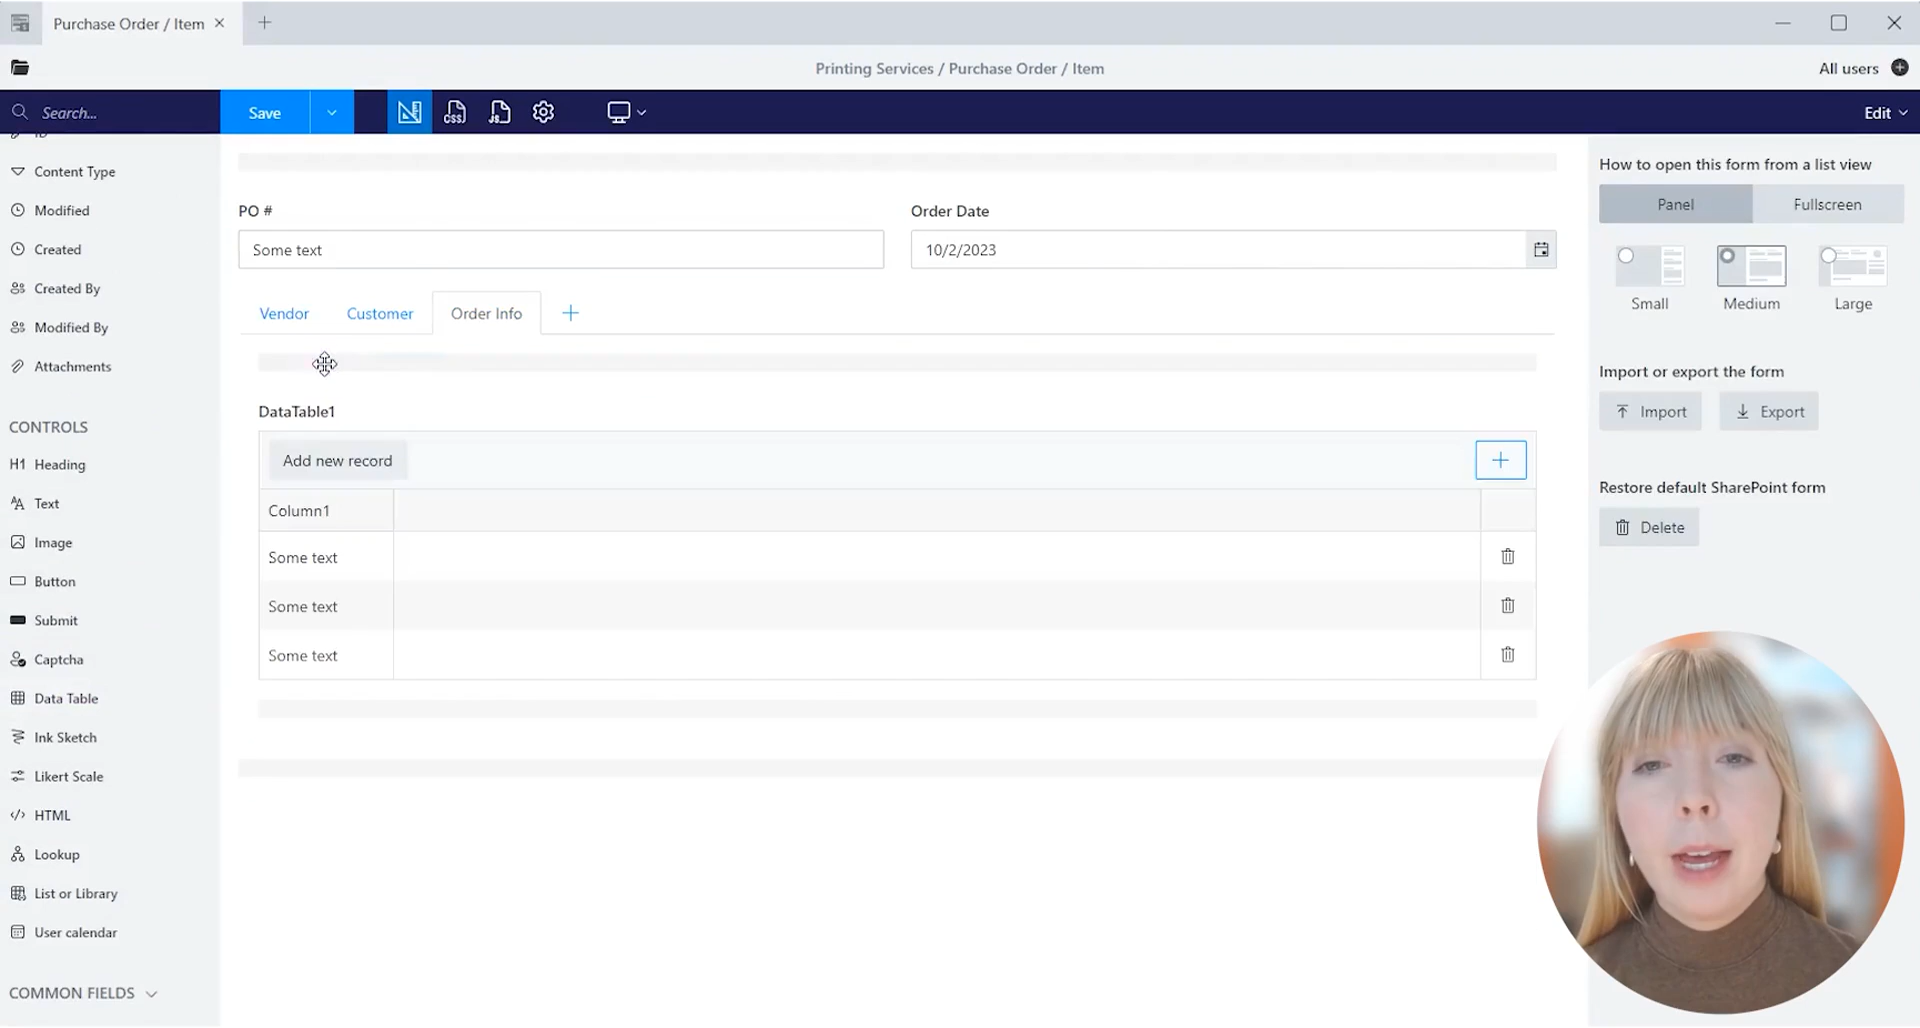 Purchase Order / Item
Printing Services / Purchase Order / Item
All users
Search...
Save
CSS
JS
Edit
Content Type
Modified
Created
Created By
Modified By
Attachments
CONTROLS
H1 Heading
Text
Image
Button
Submit
Captcha
Data Table
Ink Sketch
Likert Scale
HTML
Lookup
List or Library
User calendar
COMMON FIELDS
PO #
Some text
Order Date
10/2/2023
Vendor
Customer
Order Info
DataTable1
Add new record
Column1
Some text
Some text
Some text
How to open this form from a list view
Panel
Fullscreen
Small
Medium
Large
Import or export the form
Import
Export
Restore default SharePoint form
Delete